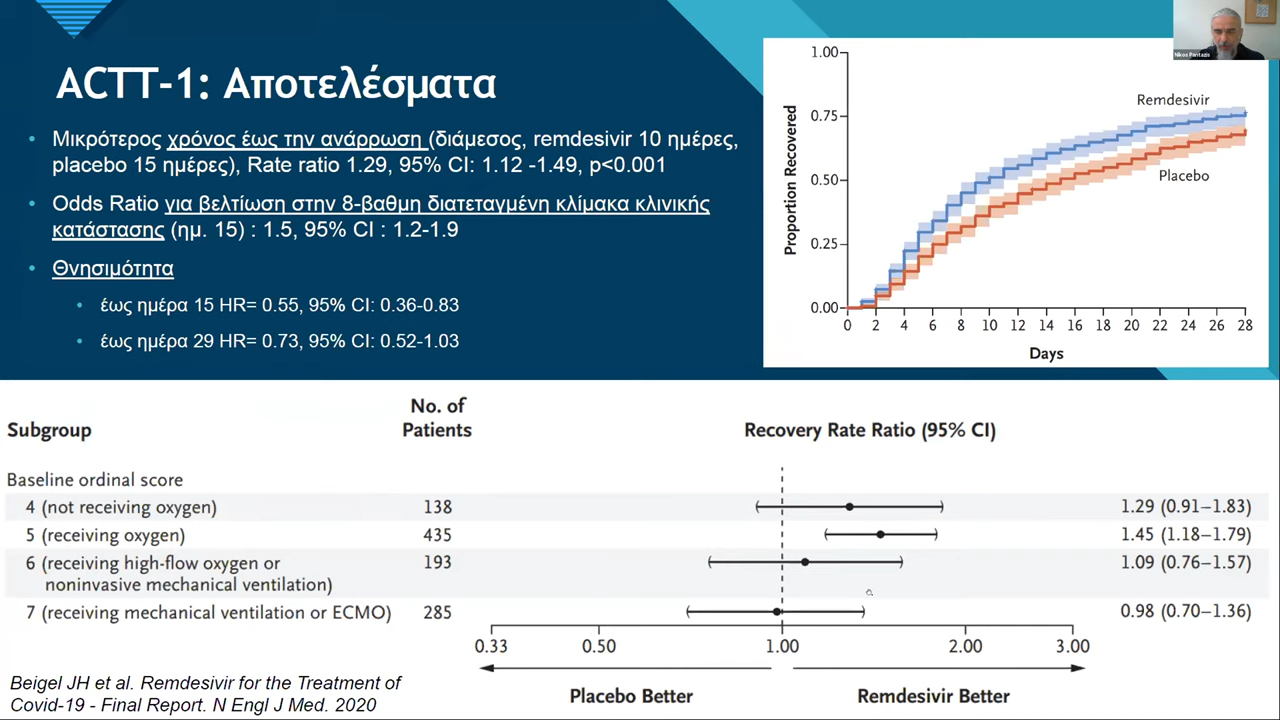 ACTT-1: Αποτελέσματα
• Μικρότερος χρόνος έως την ανάρρωση (διάμεσος, remdesivir 10 ημέρες,
placebo 15 ημέρες), Rate ratio 1.29, 95% CI: 1.12 -1.49, p<0.001
• Odds Ratio για βελτίωση στην 8-βαθμη διατεταγμένη κλίμακα κλινικής
κατάστασης (ημ. 15) : 1.5, 95% CI : 1.2-1.9
• Θνησιμότητα
• έως ημέρα 15 HR= 0.55, 95% CI: 0.36-0.83
• έως ημέρα 29 HR= 0.73, 95% CI: 0.52-1.03
Nikos Pantazis
Proportion Recovered
1.00
0.75
0.50
0.25
0.00
Remdesivir
Placebo
0 2 4 6 8 10 12 14 16 18 20 22 24 26 28
Days
Subgroup
No. of
Patients
Recovery Rate Ratio (95% CI)
Baseline ordinal score
4 (not receiving oxygen) 138 1.29 (0.91–1.83)
5 (receiving oxygen) 435 1.45 (1.18–1.79)
6 (receiving high-flow oxygen or 193 1.09 (0.76–1.57)
noninvasive mechanical ventilation)
7 (receiving mechanical ventilation or ECMO) 285 0.98 (0.70–1.36)
0.33 0.50 1.00 2.00 3.00
Placebo Better Remdesivir Better
Beigel JH et al. Remdesivir for the Treatment of
Covid-19 - Final Report. N Engl J Med. 2020